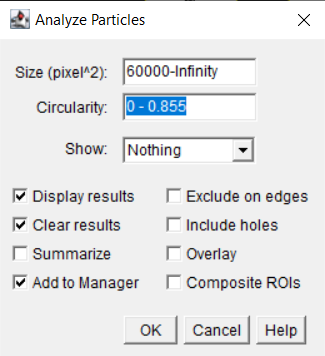 Analyze Particles
Size (pixel^2): 60000-Infinity
Circularity: 0 - 0.855
Show: Nothing
Display results Exclude on edges
Clear results Include holes
Summarize Overlay
Add to Manager Composite ROIs
OK Cancel Help